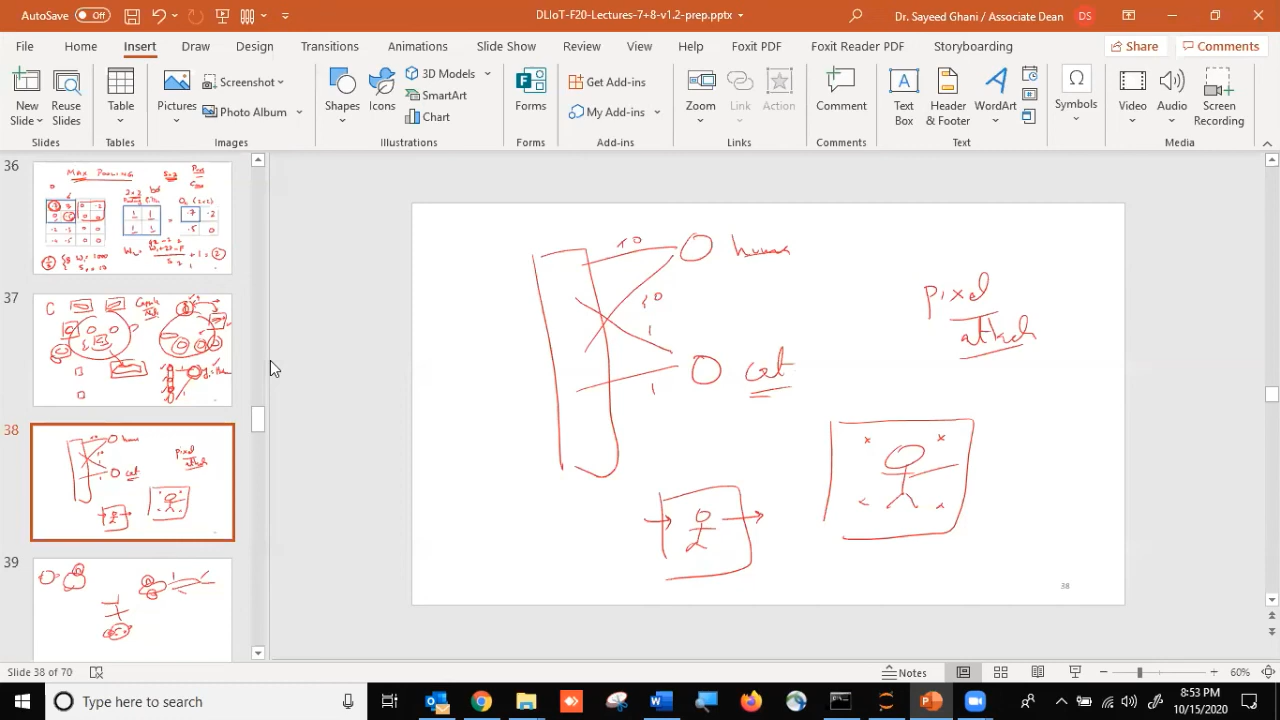 AutoSave Off
DLIoT-F20-Lectures-7+8-v1.2-prep.pptx
Dr. Sayeed Ghani / Associate Dean DS
File Home Insert Draw Design Transitions Animations Slide Show Review View Help Foxit PDF Foxit Reader PDF Storyboarding Share Comments
New Slide
Reuse Slides
Table
Pictures
Screenshot
Photo Album
Shapes
Icons
3D Models
SmartArt
Chart
Forms
Get Add-ins
My Add-ins
Zoom
Link
Action
Comment
Text Box
Header & Footer
WordArt
Symbols
Video
Audio
Screen Recording
Slides Tables Images Illustrations Forms Add-ins Links Comments Text Media
36
MAX POOLING
37
38
39
human
1
cat
1
pixel
attack
38
Slide 38 of 70
Notes
60%
Type here to search
8:53 PM
10/15/2020